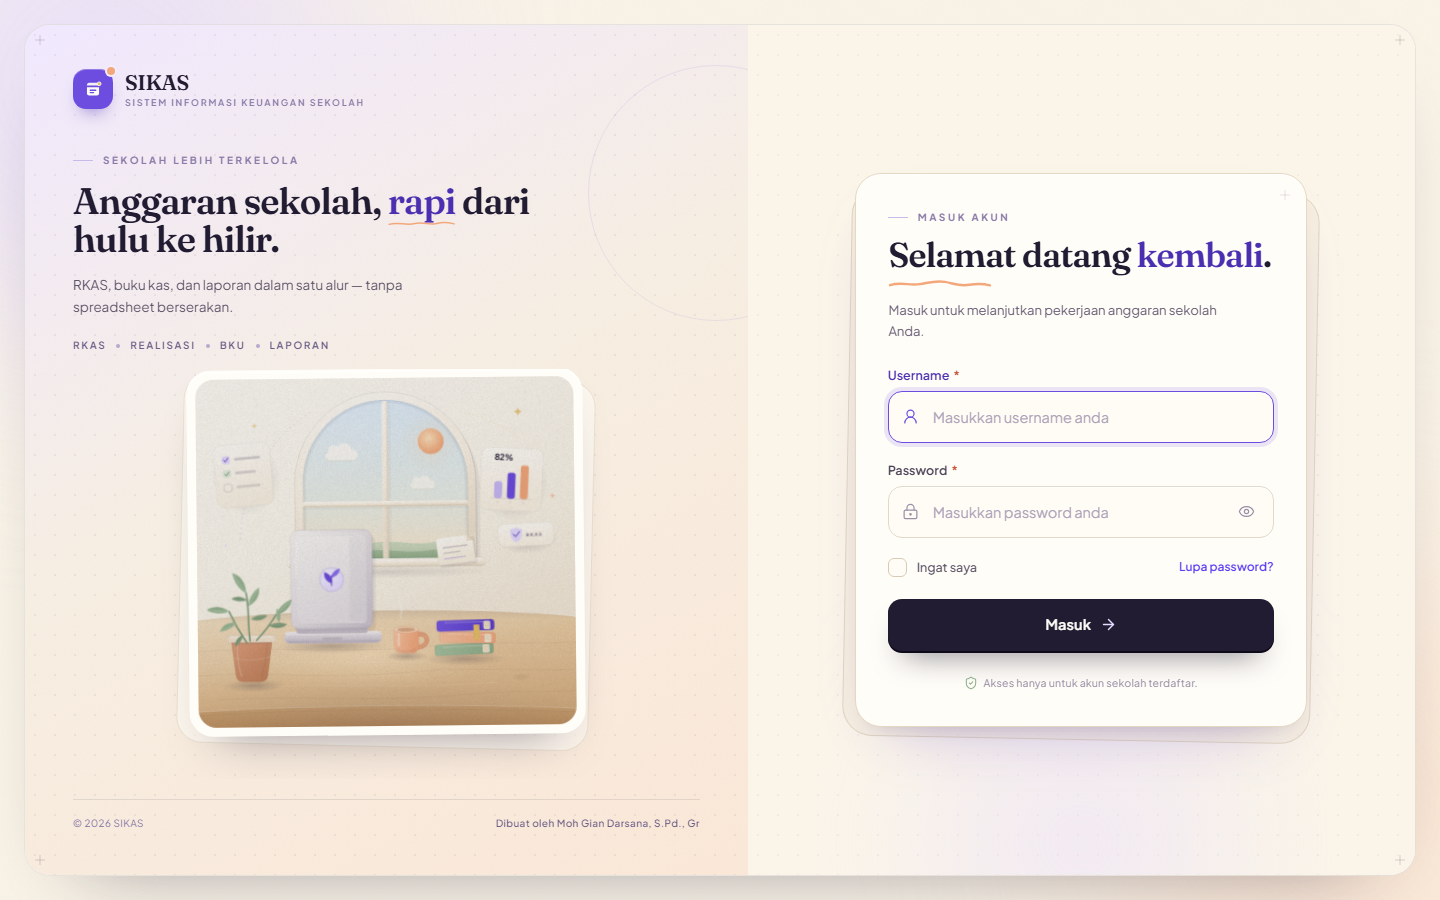 SIKAS
SISTEM INFORMASI KEUANGAN SEKOLAH
SEKOLAH LEBIH TERKELOLA
Anggaran sekolah, rapi dari
hulu ke hilir.
RKAS, buku kas, dan laporan dalam satu alur — tanpa
spreadsheet berserakan.
RKAS • REALISASI • BKU • LAPORAN
82%
© 2026 SIKAS
Dibuat oleh Moh Gian Darsana, S.Pd., Gr
MASUK AKUN
Selamat datang kembali.
Masuk untuk melanjutkan pekerjaan anggaran sekolah
Anda.
Username *
Masukkan username anda
Password *
Masukkan password anda
Ingat saya
Lupa password?
Masuk →
Akses hanya untuk akun sekolah terdaftar.